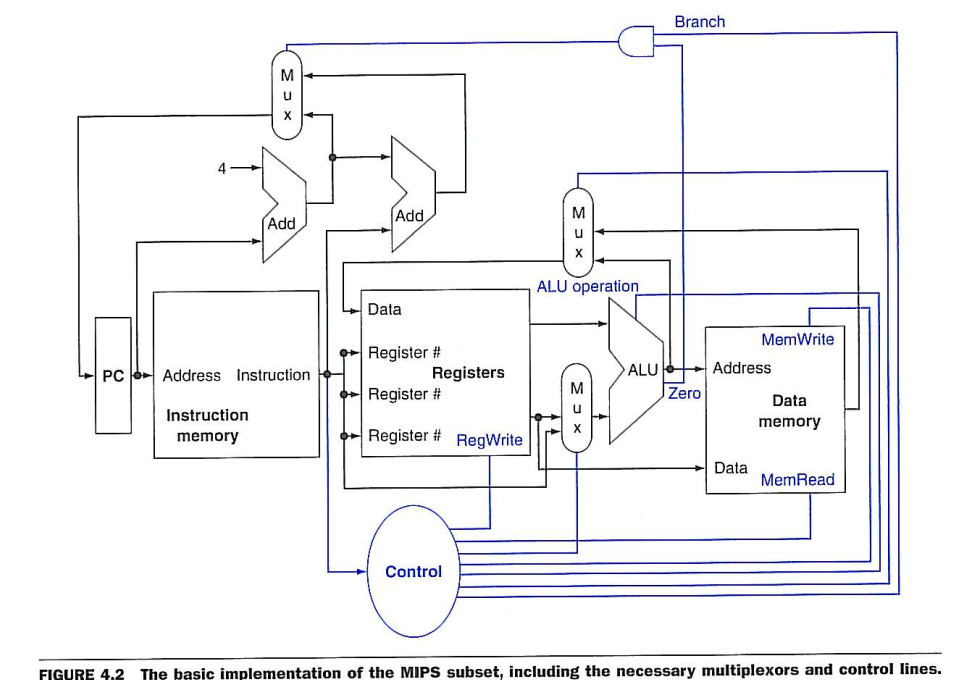 Branch
M
u
x
4
Add
Add
M
u
x
ALU operation
Data
Register #
Registers
Register #
Register #
RegWrite
PC
Address Instruction
Instruction
memory
M
u
x
ALU
Zero
MemWrite
Address
Data
memory
Data
MemRead
Control
FIGURE 4.2 The basic implementation of the MIPS subset, including the necessary multiplexors and control lines.